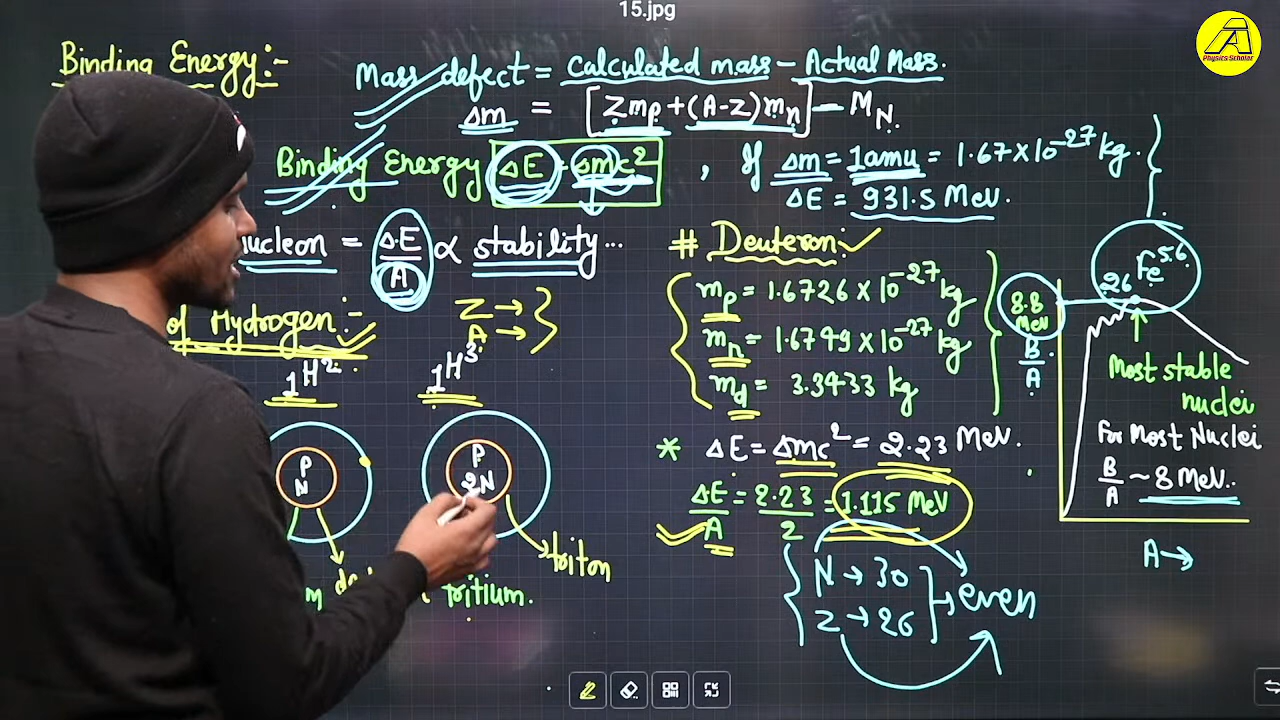 15.jpg
A
Physics Scholar
Binding Energy:-
Mass defect = Calculated mass - Actual Mass.
Δm = [Zmp + (A-Z)mn] - MN.
Binding Energy ΔE = Δmc² , If Δm = 1amu = 1.67 × 10⁻²⁷ kg.
ΔE = 931.5 MeV.
nucleon = ΔE/A ∝ stability...
of Hydrogen:-
Z →
A →
₁H²
₁H³
P
N
P
2N
triton
tritium.
# Deuteron:
mp = 1.6726 × 10⁻²⁷ kg
mn = 1.6749 × 10⁻²⁷ kg
md = 3.3433 kg
* ΔE = Δmc² = 2.23 MeV.
ΔE/A = 2.23/2 = 1.115 MeV
N → 30
Z → 26
→ even
₂₆Fe⁵⁶
8.8 MeV
B/A
Most stable
nuclei
For Most Nuclei
B/A ~ 8 MeV..
A →